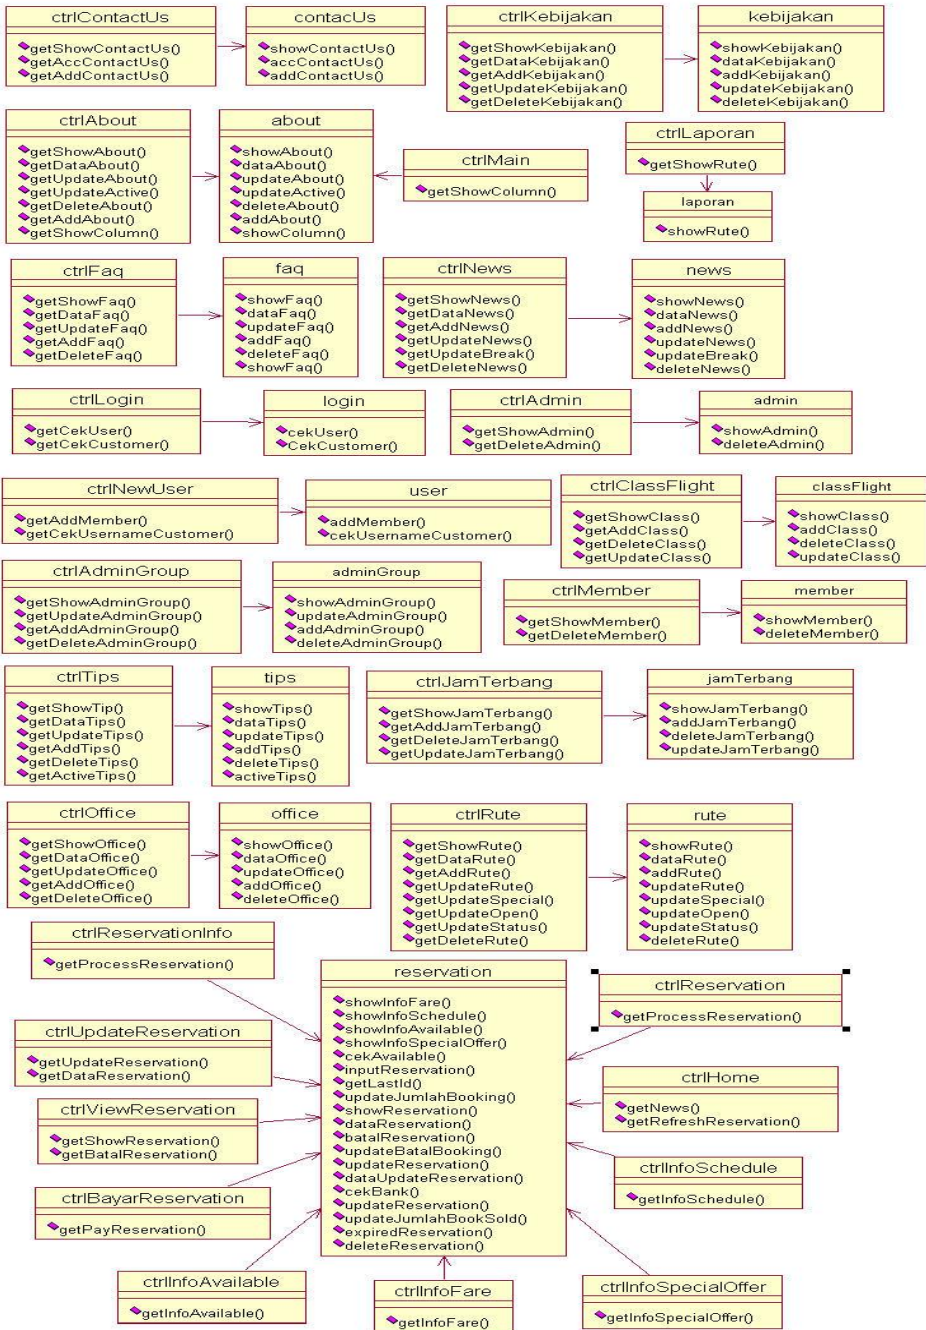 ctrlContactUs
getShowContactUs()
getAccContactUs()
getAddContactUs()
contacUs
showContactUs()
accContactUs()
addContactUs()
ctrlKebijakan
getShowKebijakan()
getDataKebijakan()
getAddKebijakan()
getUpdateKebijakan()
getDeleteKebijakan()
kebijakan
showKebijakan()
dataKebijakan()
addKebijakan()
updateKebijakan()
deleteKebijakan()
ctrlAbout
getShowAbout()
getDataAbout()
getUpdateAbout()
getUpdateActive()
getDeleteAbout()
getAddAbout()
getShowColumn()
about
showAbout()
dataAbout()
updateAbout()
updateActive()
deleteAbout()
addAbout()
showColumn()
ctrlMain
getShowColumn()
ctrlLaporan
getShowRute()
laporan
showRute()
ctrlFaq
getShowFaq()
getDataFaq()
getUpdateFaq()
getAddFaq()
getDeleteFaq()
faq
showFaq()
dataFaq()
updateFaq()
addFaq()
deleteFaq()
showFaq()
ctrlNews
getShowNews()
getDataNews()
getAddNews()
getUpdateNews()
getUpdateBreak()
getDeleteNews()
news
showNews()
dataNews()
addNews()
updateNews()
updateBreak()
deleteNews()
ctrlLogin
getCekUser()
getCekCustomer()
login
cekUser()
CekCustomer()
ctrlAdmin
getShowAdmin()
getDeleteAdmin()
admin
showAdmin()
deleteAdmin()
ctrlNewUser
getAddMember()
getCekUsernameCustomer()
user
addMember()
cekUsernameCustomer()
ctrlClassFlight
getShowClass()
getAddClass()
getDeleteClass()
getUpdateClass()
classFlight
showClass()
addClass()
deleteClass()
updateClass()
ctrlAdminGroup
getShowAdminGroup()
getUpdateAdminGroup()
getAddAdminGroup()
getDeleteAdminGroup()
adminGroup
showAdminGroup()
updateAdminGroup()
addAdminGroup()
deleteAdminGroup()
ctrlMember
getShowMember()
getDeleteMember()
member
showMember()
deleteMember()
ctrlTips
getShowTip()
getDataTips()
getUpdateTips()
getAddTips()
getDeleteTips()
getActiveTips()
tips
showTips()
dataTips()
updateTips()
addTips()
deleteTips()
activeTips()
ctrlJamTerbang
getShowJamTerbang()
getAddJamTerbang()
getDeleteJamTerbang()
getUpdateJamTerbang()
jamTerbang
showJamTerbang()
addJamTerbang()
deleteJamTerbang()
updateJamTerbang()
ctrlOffice
getShowOffice()
getDataOffice()
getUpdateOffice()
getAddOffice()
getDeleteOffice()
office
showOffice()
dataOffice()
updateOffice()
addOffice()
deleteOffice()
ctrlRute
getShowRute()
getDataRute()
getAddRute()
getUpdateRute()
getUpdateSpecial()
getUpdateOpen()
getUpdateStatus()
getDeleteRute()
rute
showRute()
dataRute()
addRute()
updateRute()
updateSpecial()
updateOpen()
updateStatus()
deleteRute()
ctrlReservationInfo
getProcessReservation()
ctrlUpdateReservation
getUpdateReservation()
getDataReservation()
ctrlViewReservation
getShowReservation()
getBatalReservation()
ctrlBayarReservation
getPayReservation()
ctrlInfoAvailable
getInfoAvailable()
reservation
showInfoFare()
showInfoSchedule()
showInfoAvailable()
showInfoSpecialOffer()
cekAvailable()
inputReservation()
getLastId()
updateJumlahBooking()
showReservation()
dataReservation()
batalReservation()
updateBatalBooking()
updateReservation()
dataUpdateReservation()
cekBank()
updateReservation()
updateJumlahBookSold()
expiredReservation()
deleteReservation()
ctrlInfoFare
getInfoFare()
ctrlReservation
getProcessReservation()
ctrlHome
getNews()
getRefreshReservation()
ctrlInfoSchedule
getInfoSchedule()
ctrlInfoSpecialOffer
getInfoSpecialOffer()